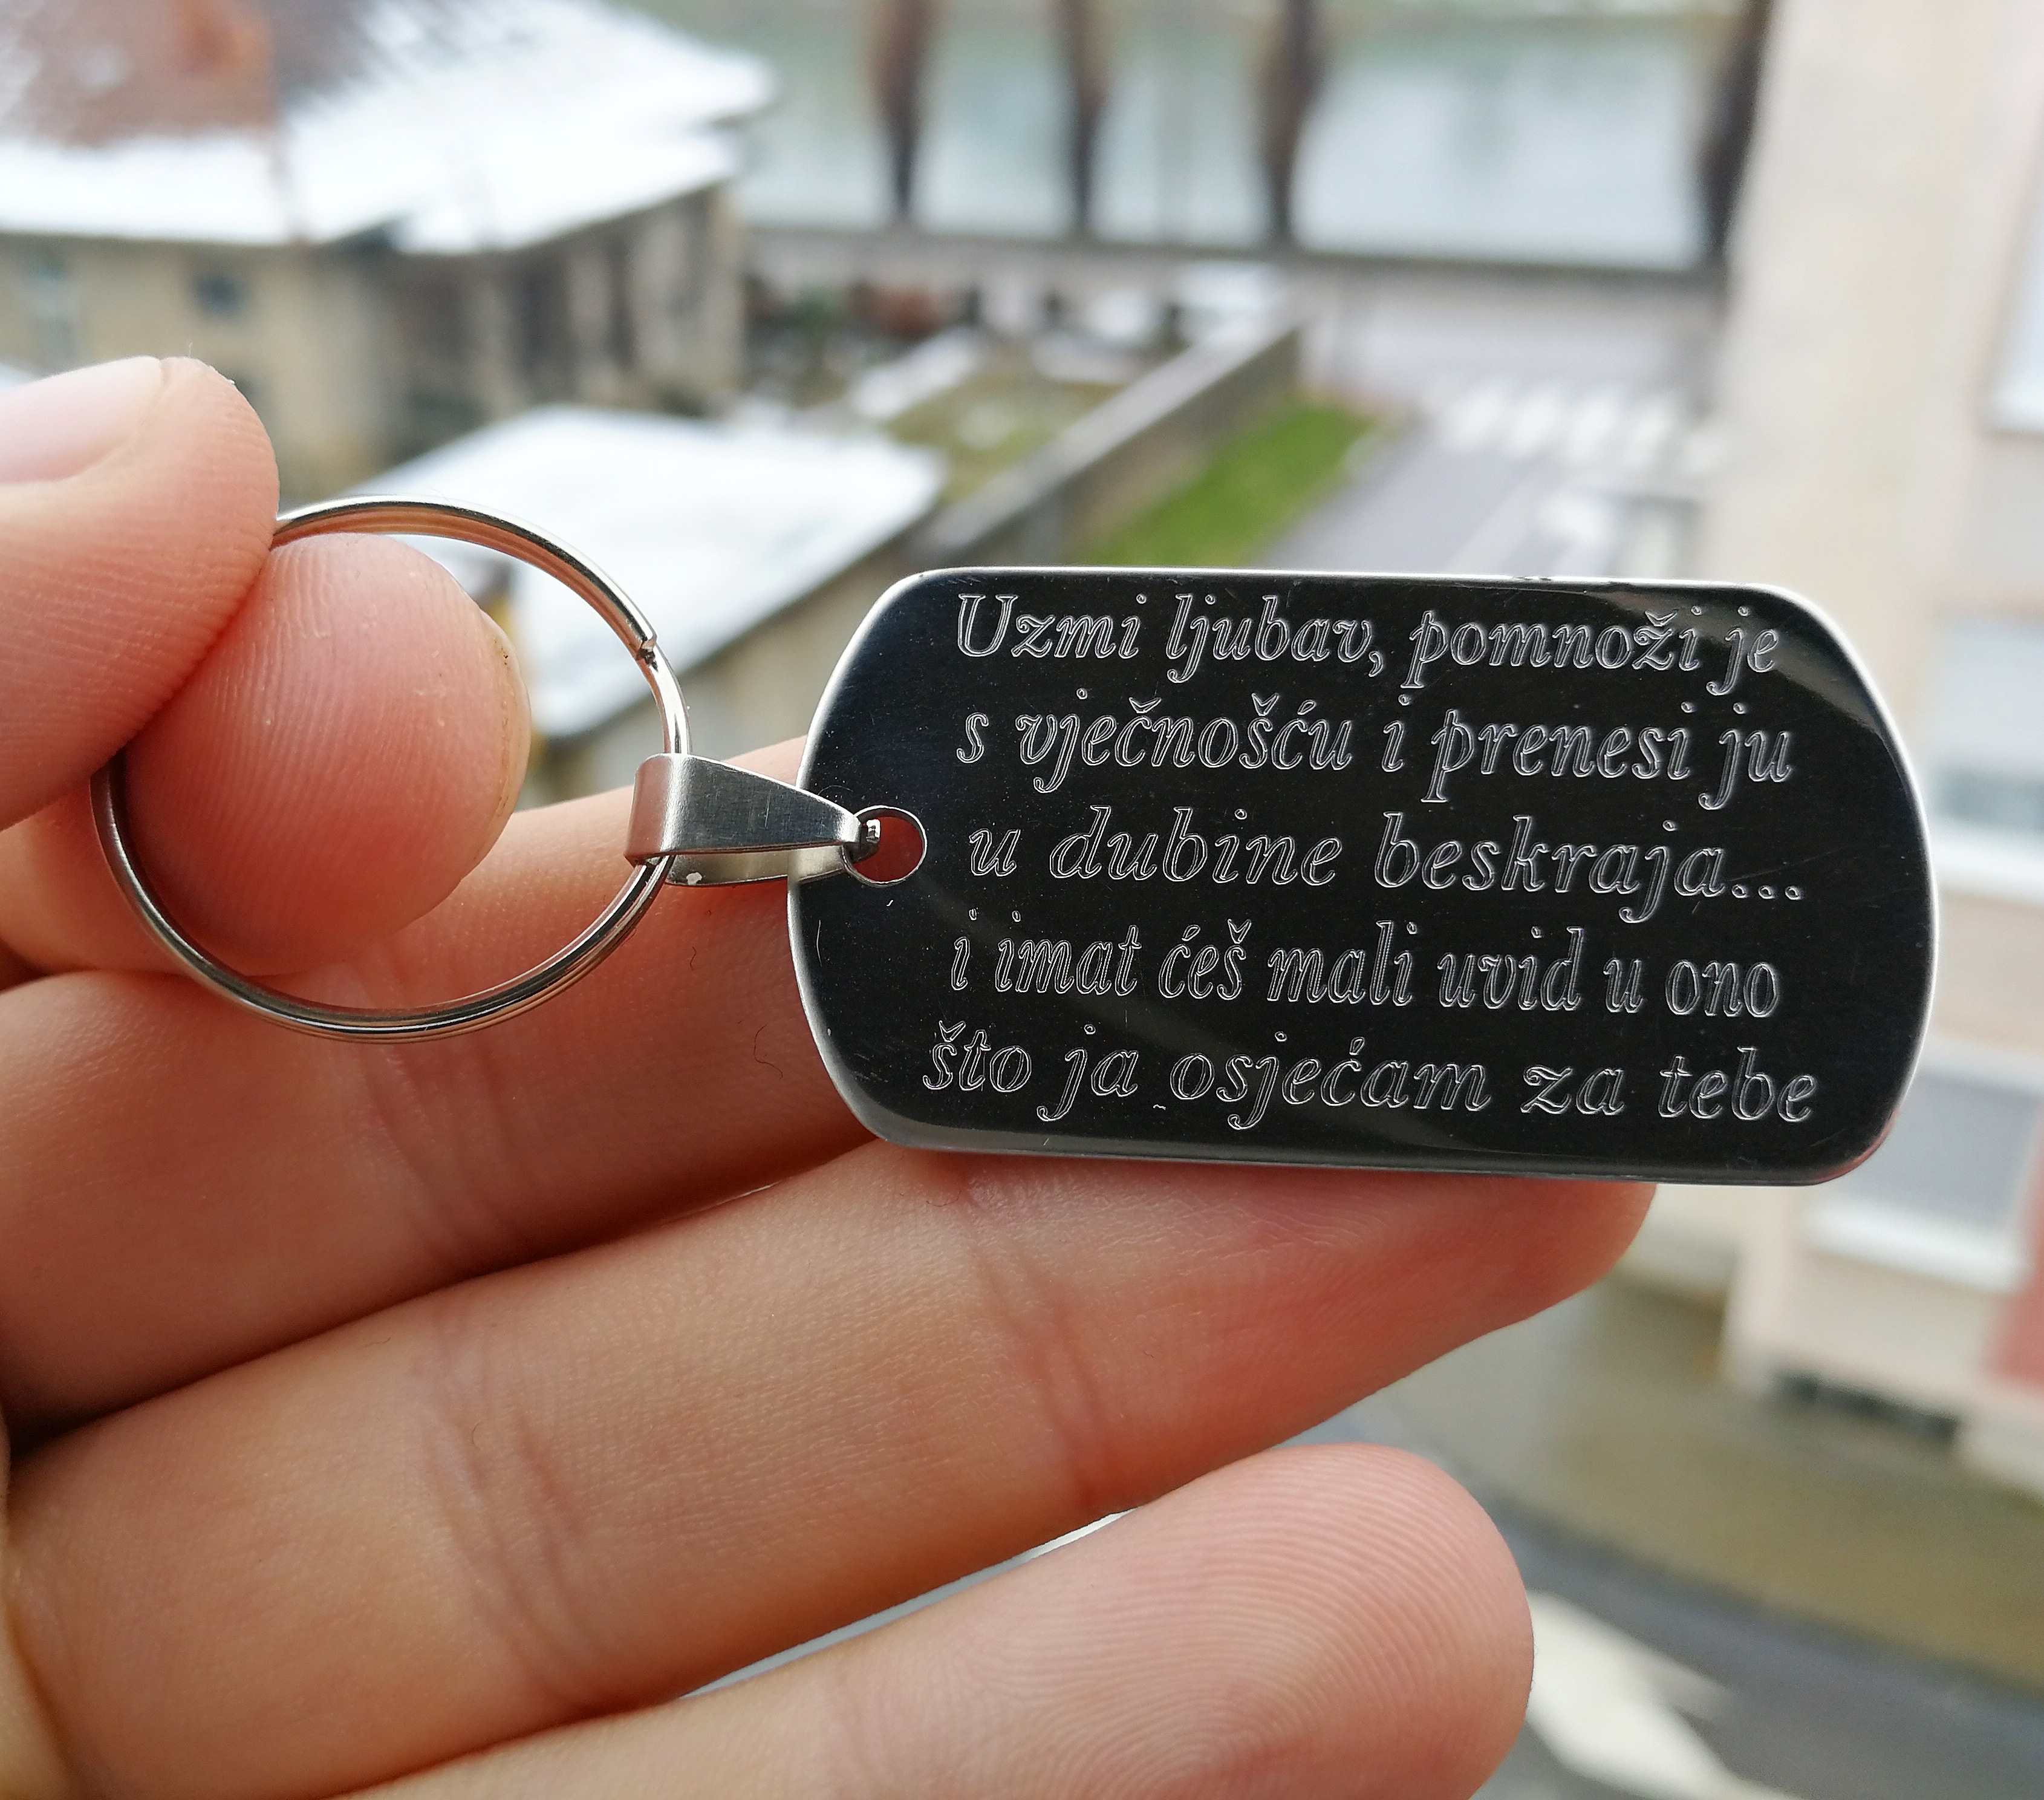 Uzmi ljubav, pomnoži je
s vječnošću i prenesi ju
u dubine beskraja...
i imat ćeš mali uvid u ono
što ja osjećam za tebe